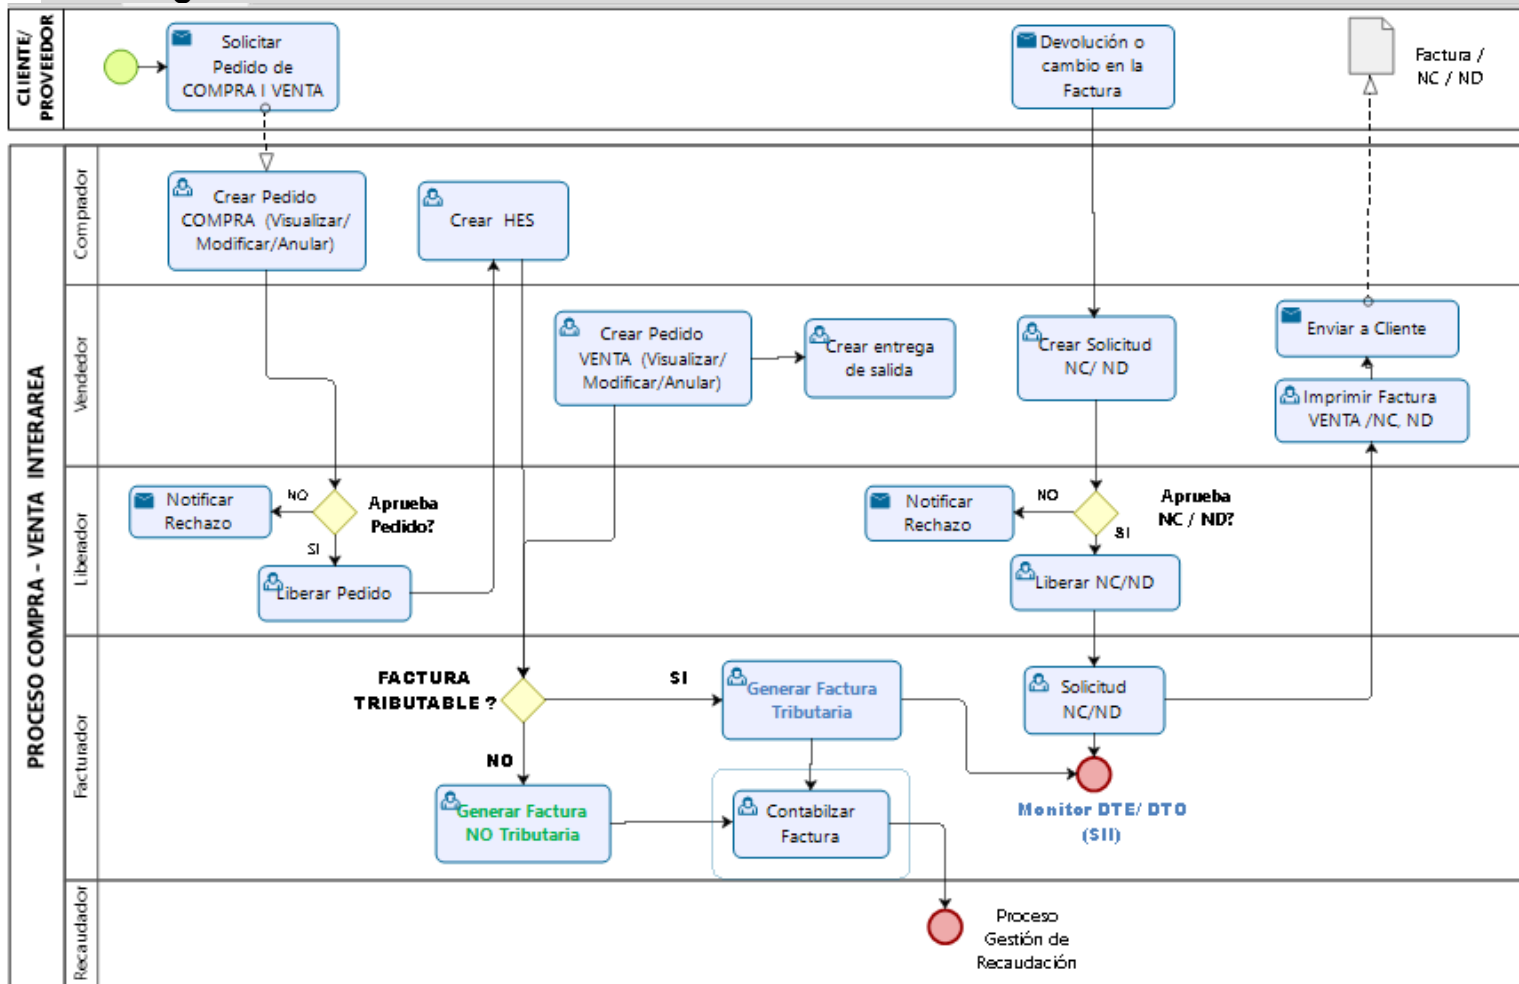 CLIENTE/
PROVEEDOR
Solicitar
Pedido de
COMPRA I VENTA
Devolución o
cambio en la
Factura
Factura /
NC / ND
PROCESO COMPRA - VENTA INTERAREA
Comprador
Crear Pedido
COMPRA (Visualizar/
Modificar/Anular)
Crear HES
Vendedor
Crear Pedido
VENTA (Visualizar/
Modificar/Anular)
Crear entrega
de salida
Crear Solicitud
NC/ ND
Enviar a Cliente
Imprimir Factura
VENTA /NC, ND
Liberador
Notificar
Rechazo
NO
Aprueba
Pedido?
SI
Liberar Pedido
Notificar
Rechazo
NO
Aprueba
NC / ND?
SI
Liberar NC/ND
Facturador
FACTURA
TRIBUTABLE ?
SI
Generar Factura
Tributaria
Solicitud
NC/ND
NO
Generar Factura
NO Tributaria
Contabilzar
Factura
Monitor DTE/ DTO
(SII)
Recaudador
Proceso
Gestión de
Recaudación